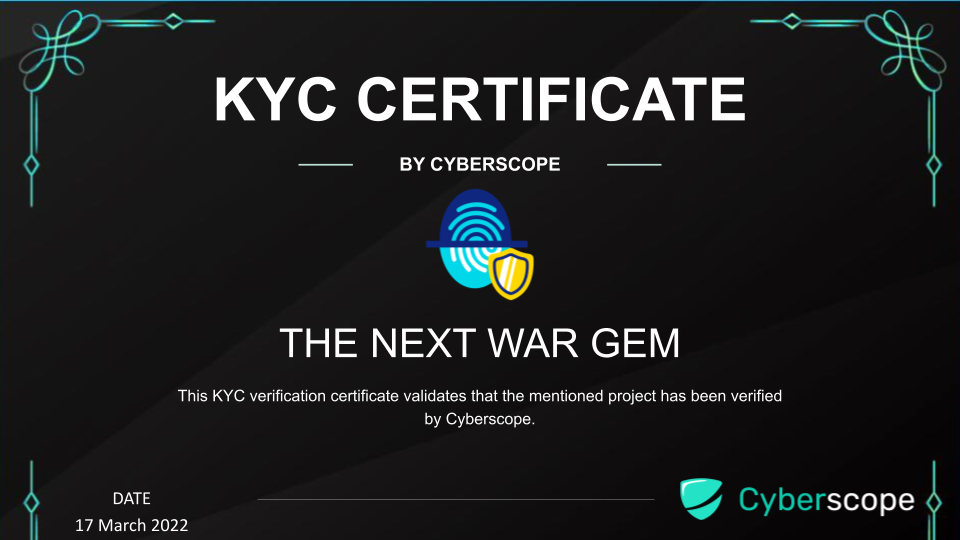 KYC CERTIFICATE
BY CYBERSCOPE
THE NEXT WAR GEM
This KYC verification certificate validates that the mentioned project has been verified
by Cyberscope.
DATE
17 March 2022
Cyberscope